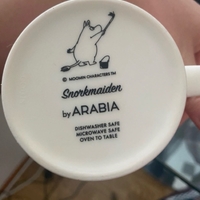 © MOOMIN CHARACTERS TM
Snorkmaiden
by ARABIA
DISHWASHER SAFE
MICROWAVE SAFE
OVEN TO TABLE